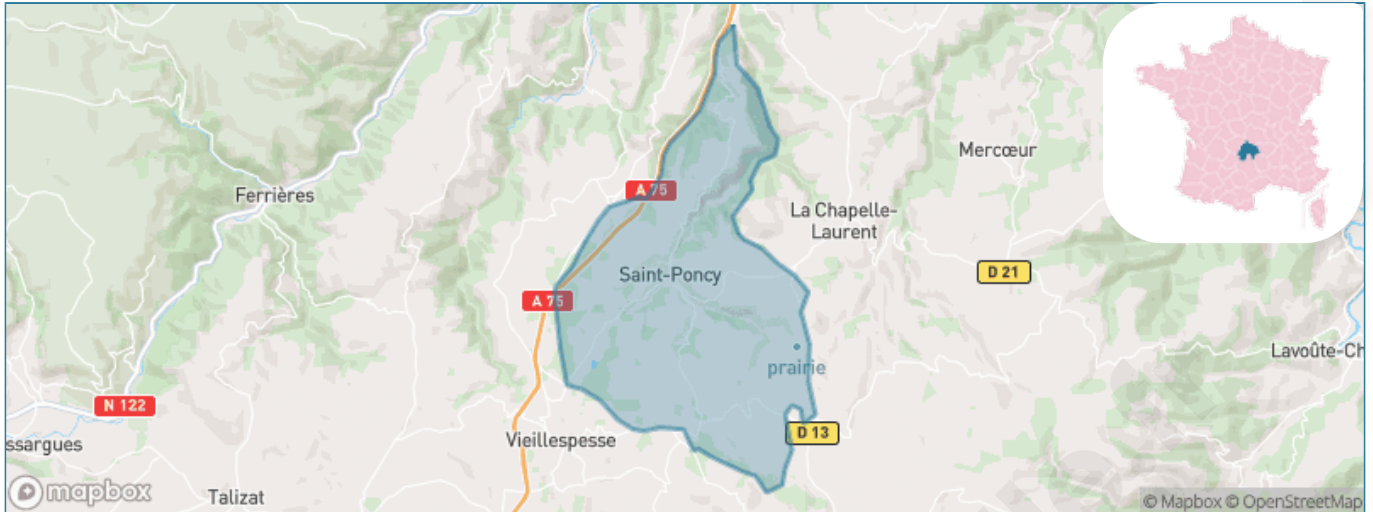 Mercœur
A 75
Ferrières
La Chapelle-
Laurent
Saint-Poncy
D 21
A 75
Lavoûte-Ch
prairie
N 122
D 13
ssargues
Vieillespesse
mapbox
Talizat
© Mapbox © OpenStreetMap